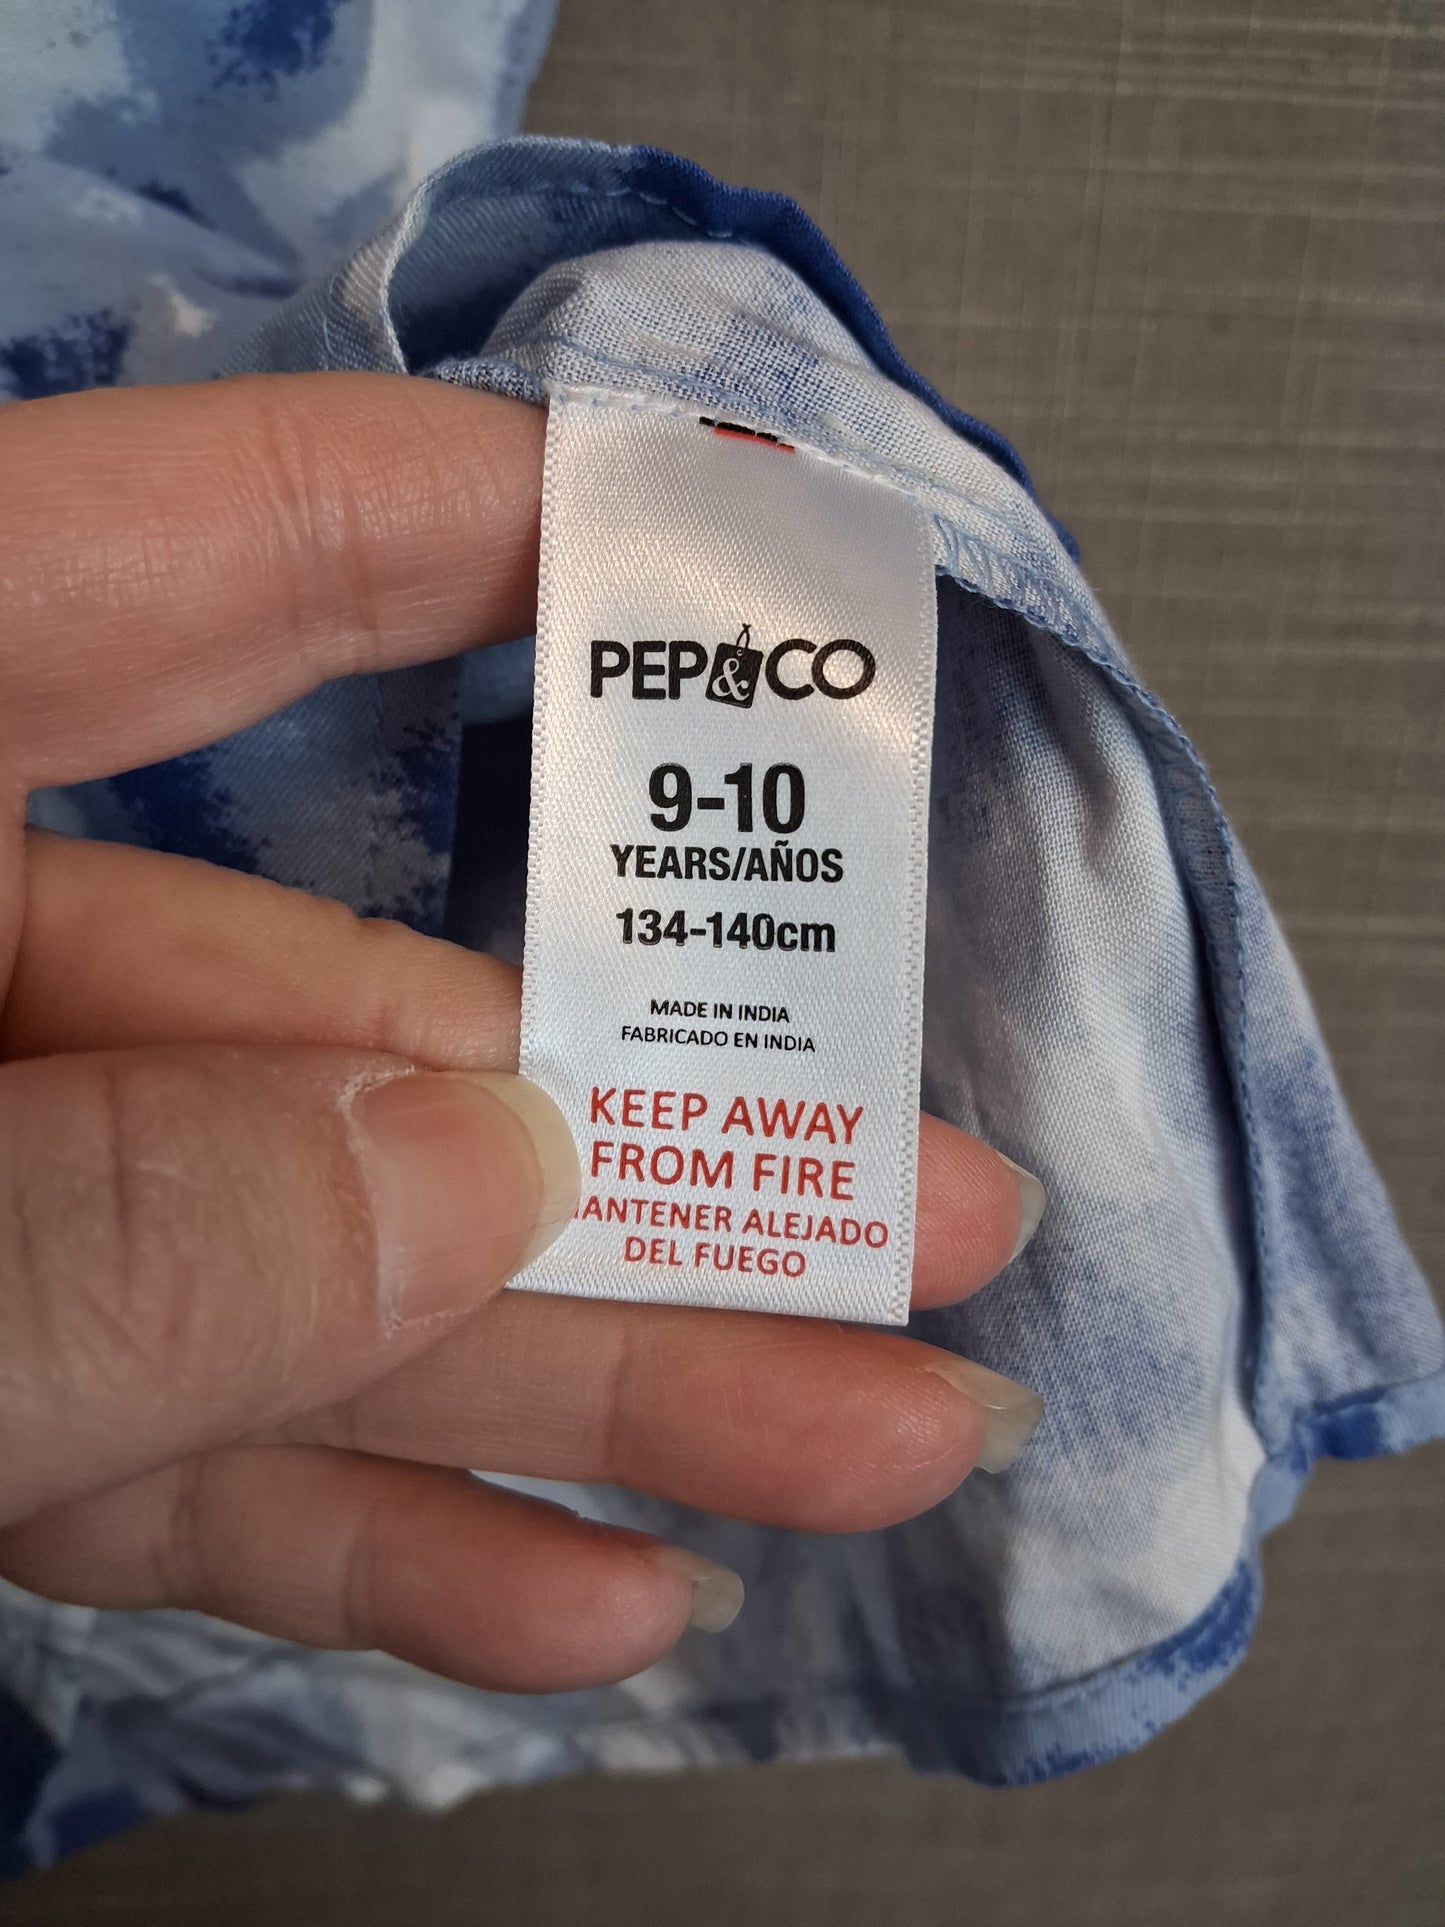 PEP&CO
9-10
YEARS/AÑOS
134-140cm
MADE IN INDIA
FABRICADO EN INDIA
KEEP AWAY
FROM FIRE
ANTENER ALEJADO
DEL FUEGO